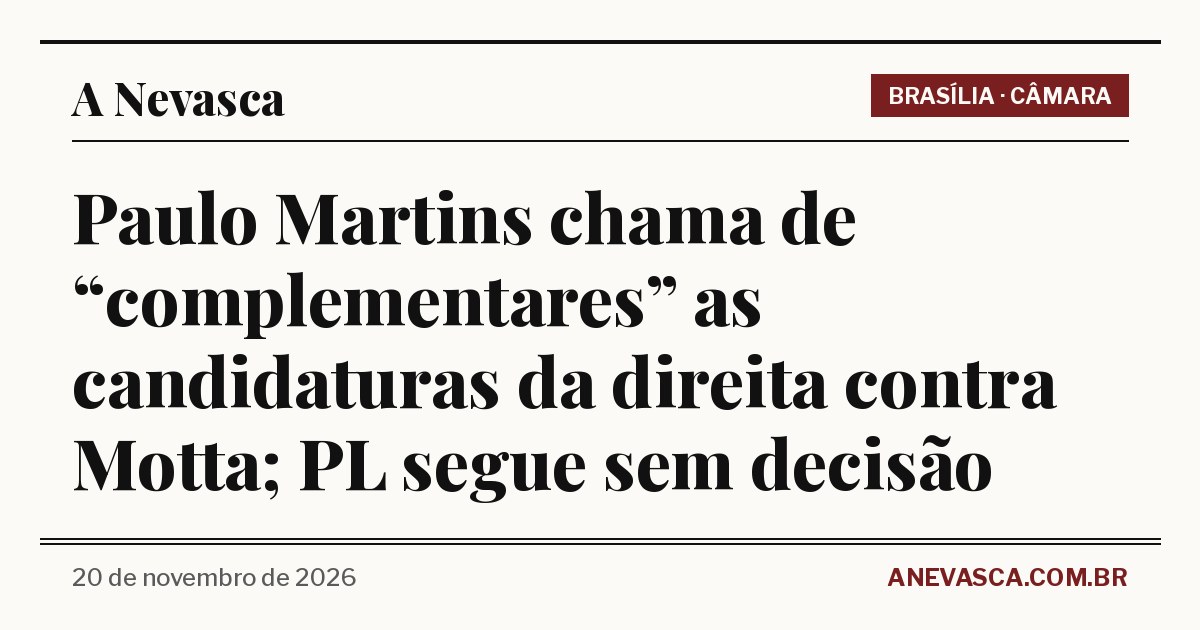 A Nevasca
BRASÍLIA · CÂMARA
Paulo Martins chama de
“complementares” as
candidaturas da direita contra
Motta; PL segue sem decisão
20 de novembro de 2026
ANEVASCA.COM.BR